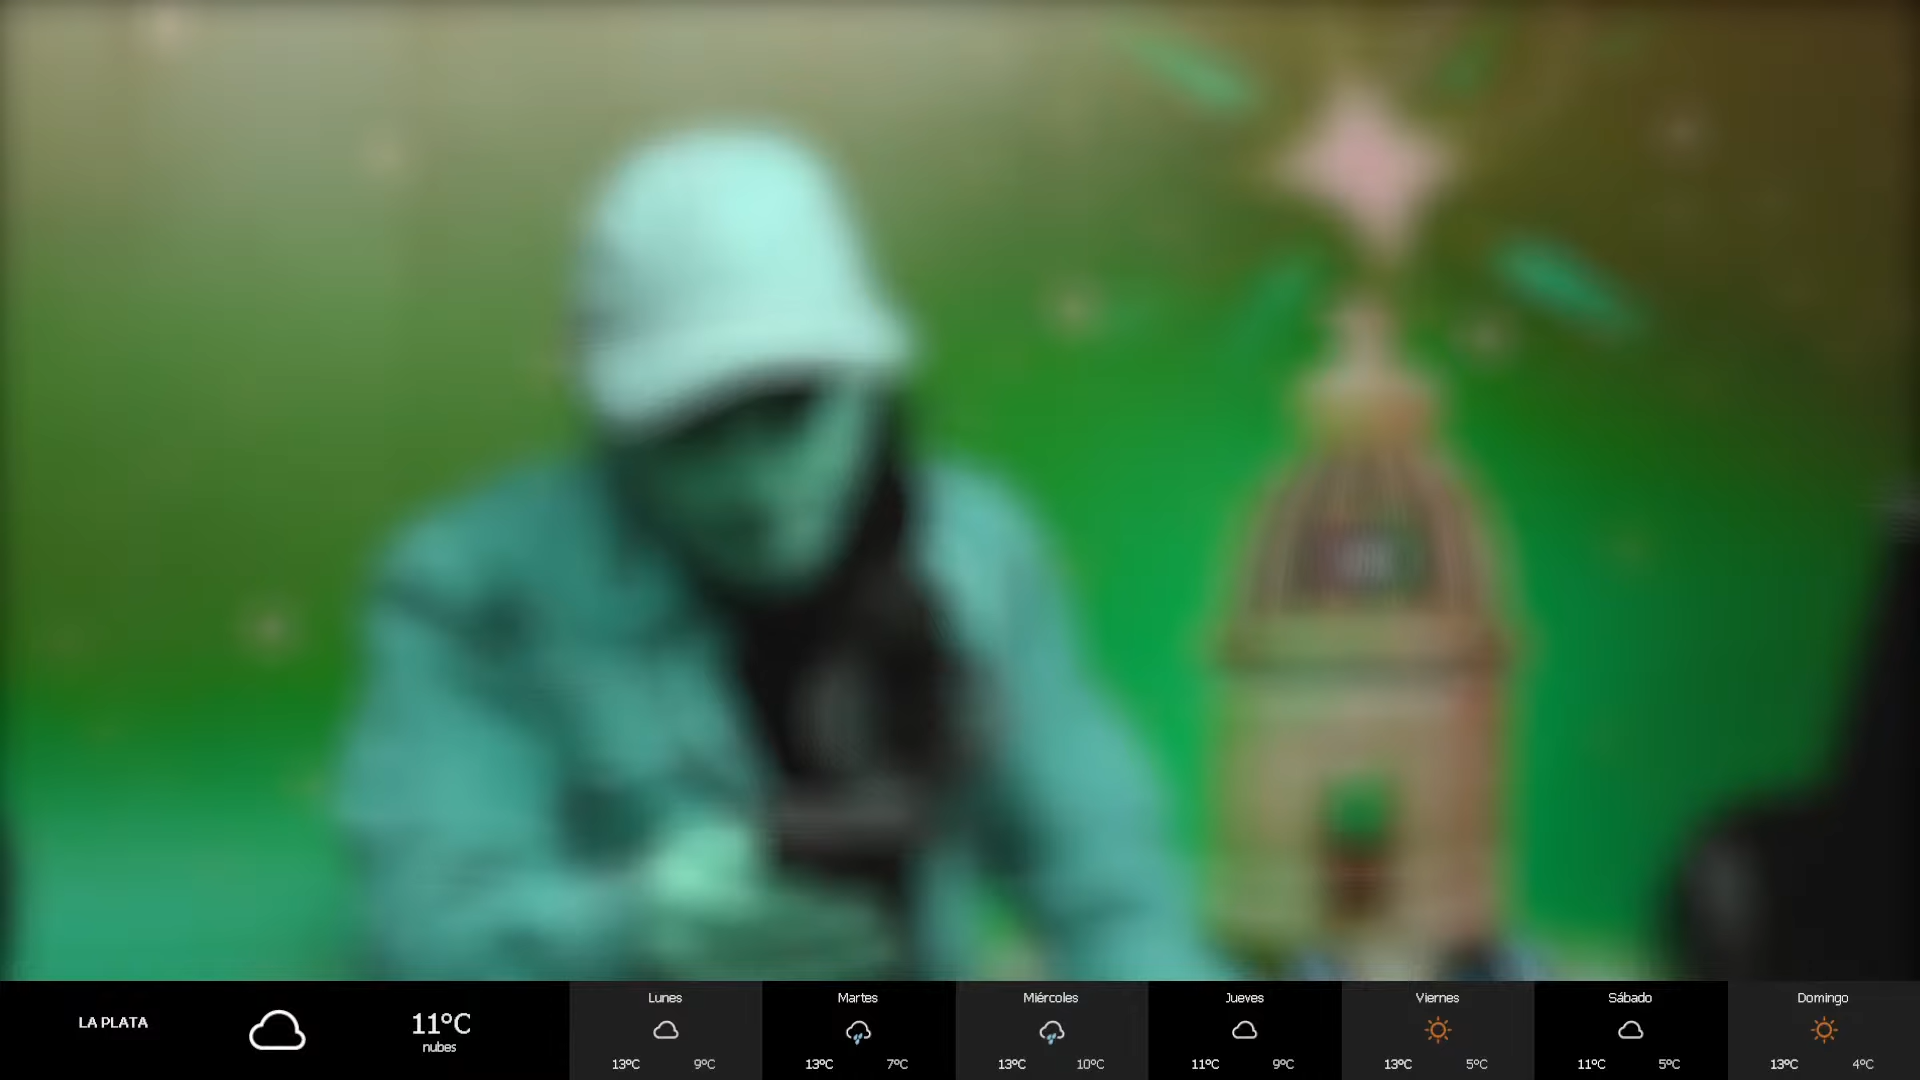 LA PLATA
11°C
nubes
Lunes
13°C 9°C
Martes
13°C 7°C
Miércoles
13°C 10°C
Jueves
11°C 9°C
Viernes
13°C 5°C
Sábado
11°C 5°C
Domingo
13°C 4°C